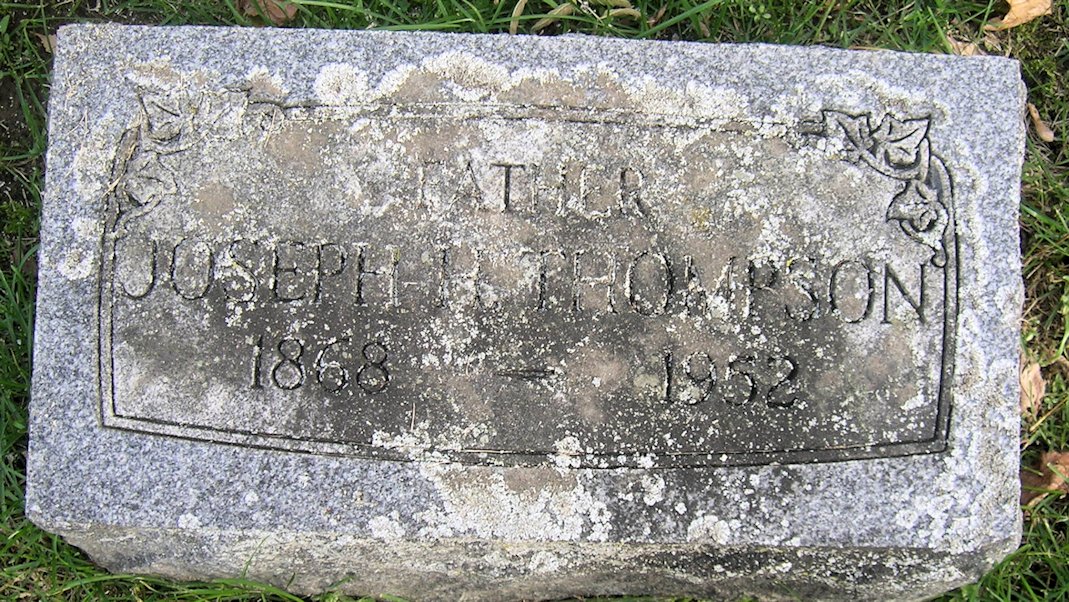 FATHER
JOSEPH H. THOMPSON
1868 - 1952